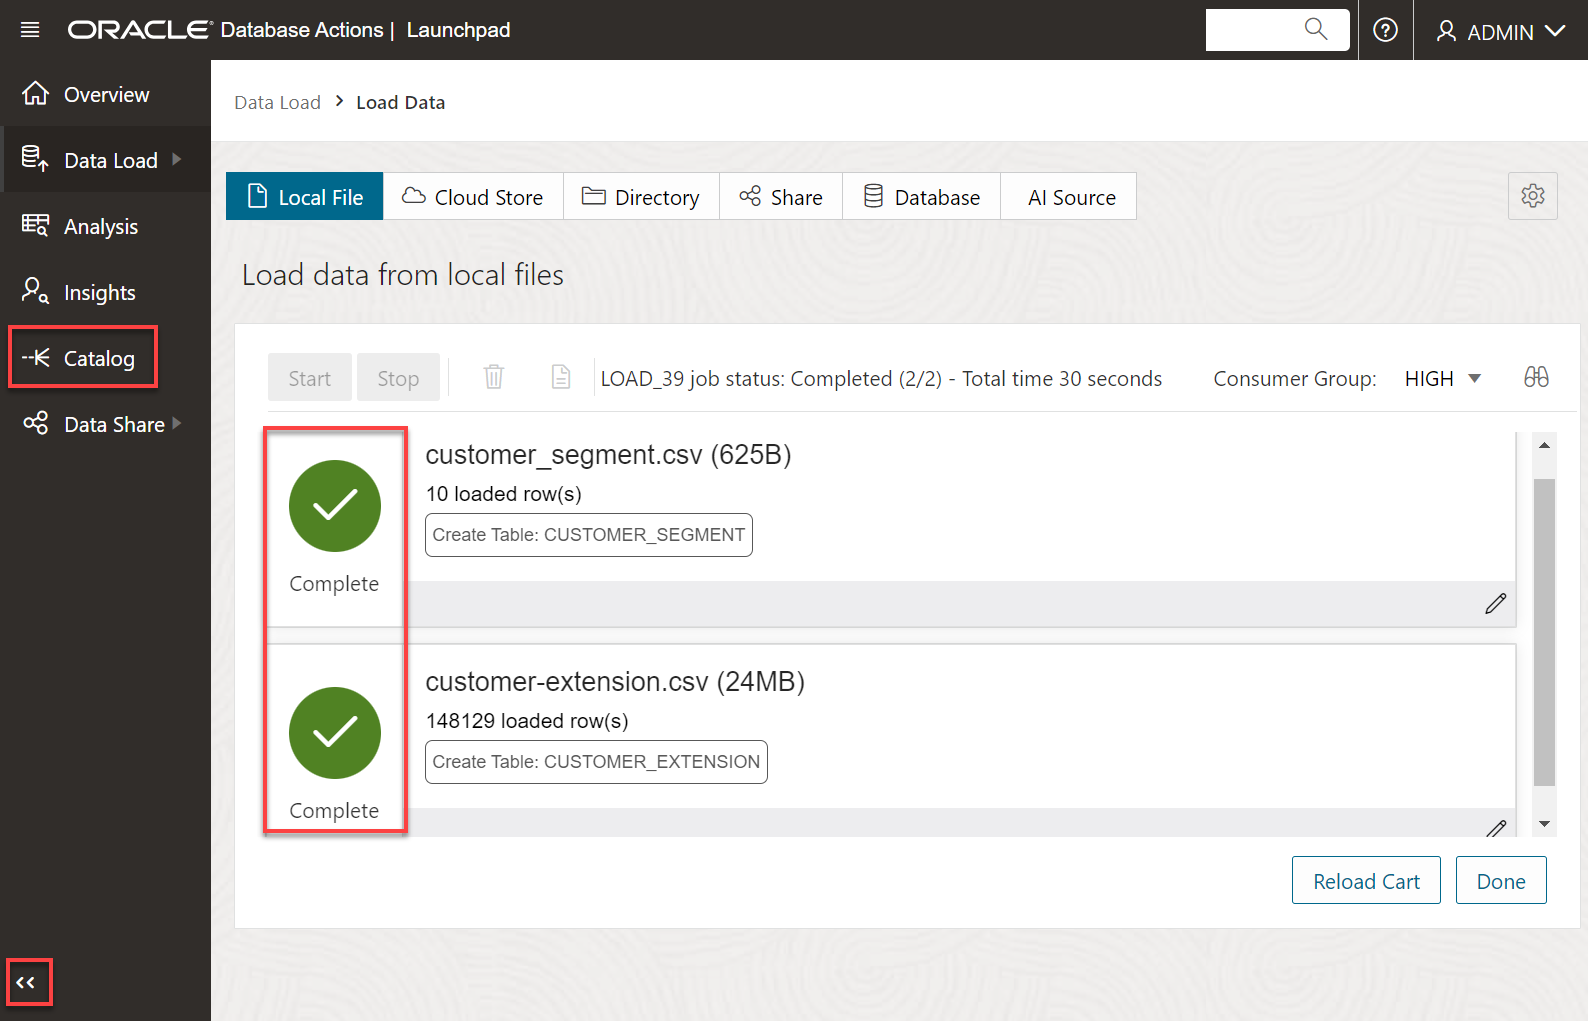 ORACLE® Database Actions | Launchpad
ADMIN
Overview
Data Load
Analysis
Insights
Catalog
Data Share
Data Load > Load Data
Local File
Cloud Store
Directory
Share
Database
AI Source
Load data from local files
Start
Stop
LOAD_39 job status: Completed (2/2) - Total time 30 seconds
Consumer Group:
HIGH
customer_segment.csv (625B)
10 loaded row(s)
Create Table: CUSTOMER_SEGMENT
Complete
customer-extension.csv (24MB)
148129 loaded row(s)
Create Table: CUSTOMER_EXTENSION
Complete
Reload Cart
Done